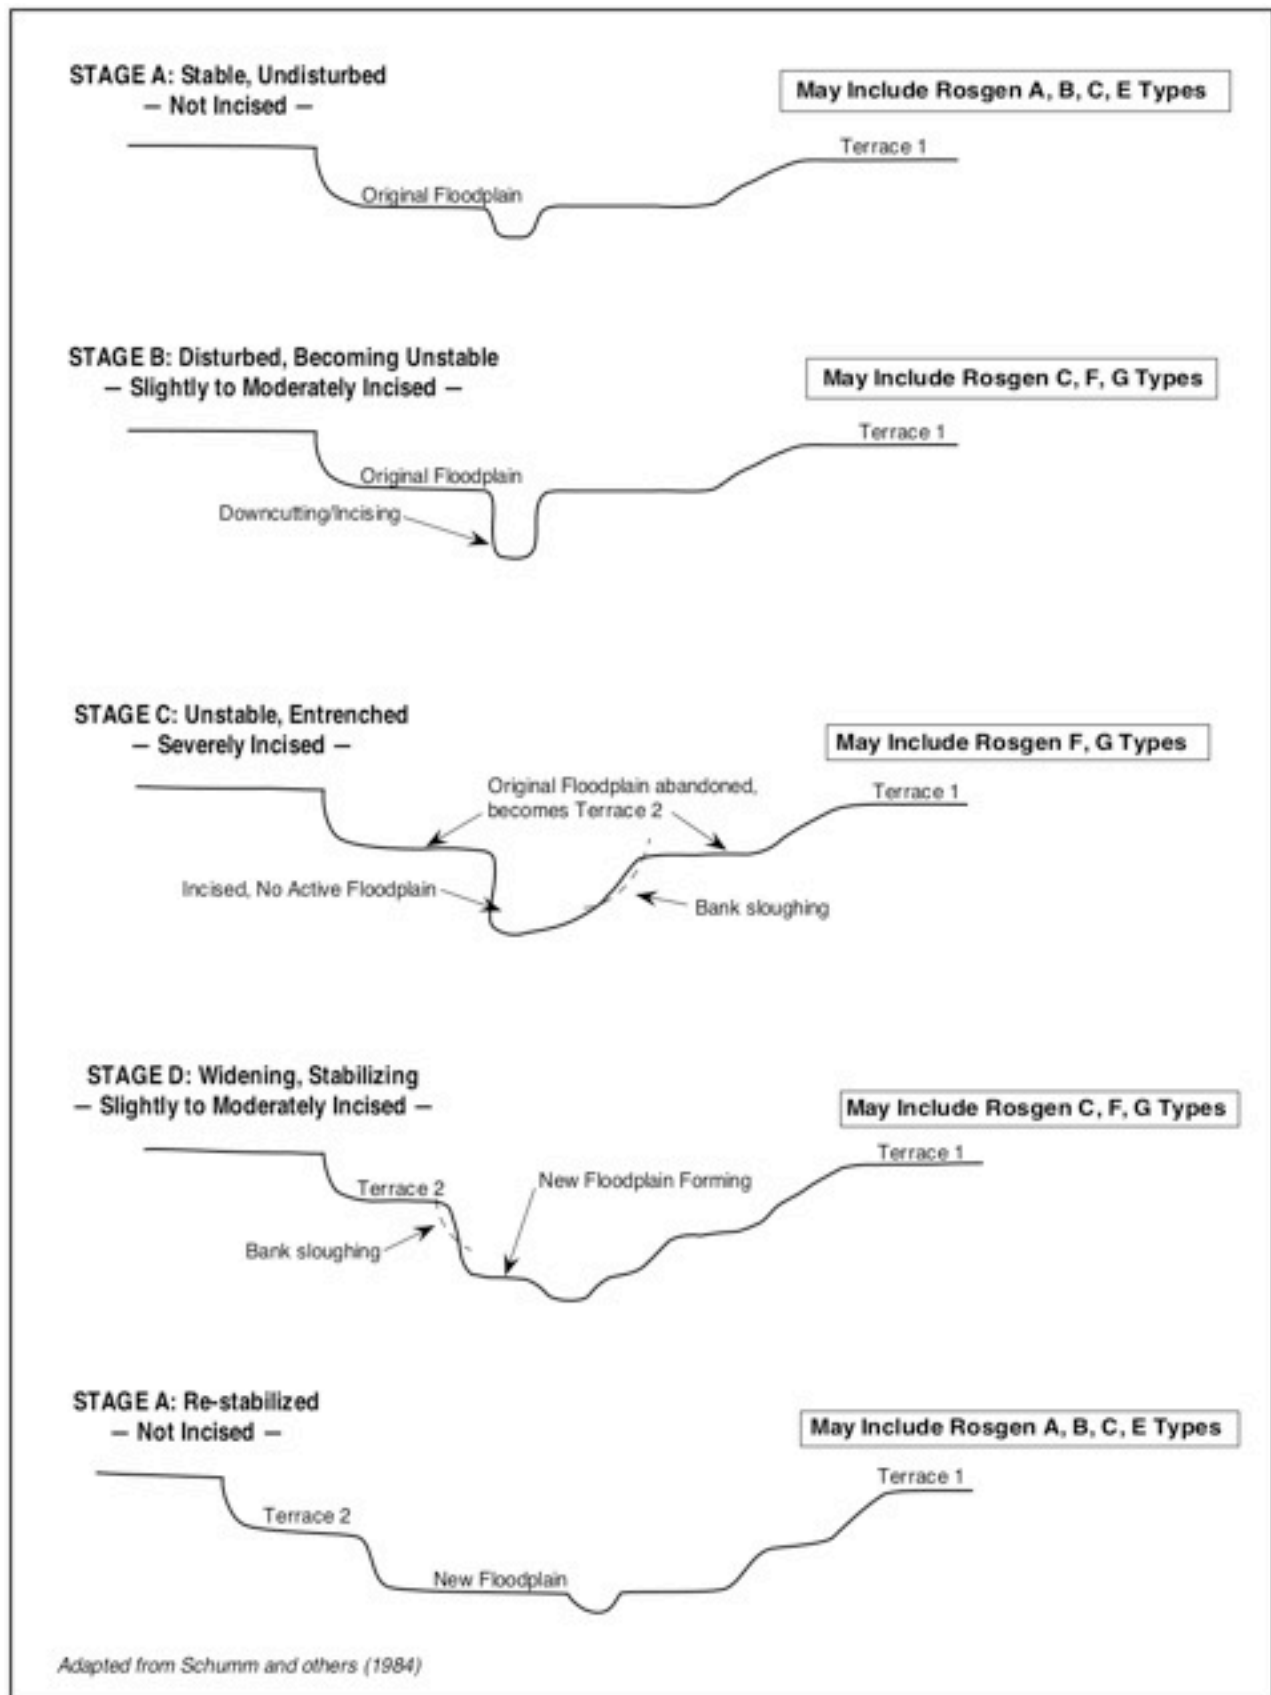 STAGE A: Stable, Undisturbed
— Not Incised —
May Include Rosgen A, B, C, E Types
Terrace 1
Original Floodplain
STAGE B: Disturbed, Becoming Unstable
— Slightly to Moderately Incised —
May Include Rosgen C, F, G Types
Terrace 1
Original Floodplain
Downcutting/Incising
STAGE C: Unstable, Entrenched
— Severely Incised —
May Include Rosgen F, G Types
Original Floodplain abandoned,
becomes Terrace 2
Terrace 1
Incised, No Active Floodplain
Bank sloughing
STAGE D: Widening, Stabilizing
— Slightly to Moderately Incised —
May Include Rosgen C, F, G Types
Terrace 1
Terrace 2
New Floodplain Forming
Bank sloughing
STAGE A: Re-stabilized
— Not Incised —
May Include Rosgen A, B, C, E Types
Terrace 1
Terrace 2
New Floodplain
Adapted from Schumm and others (1984)